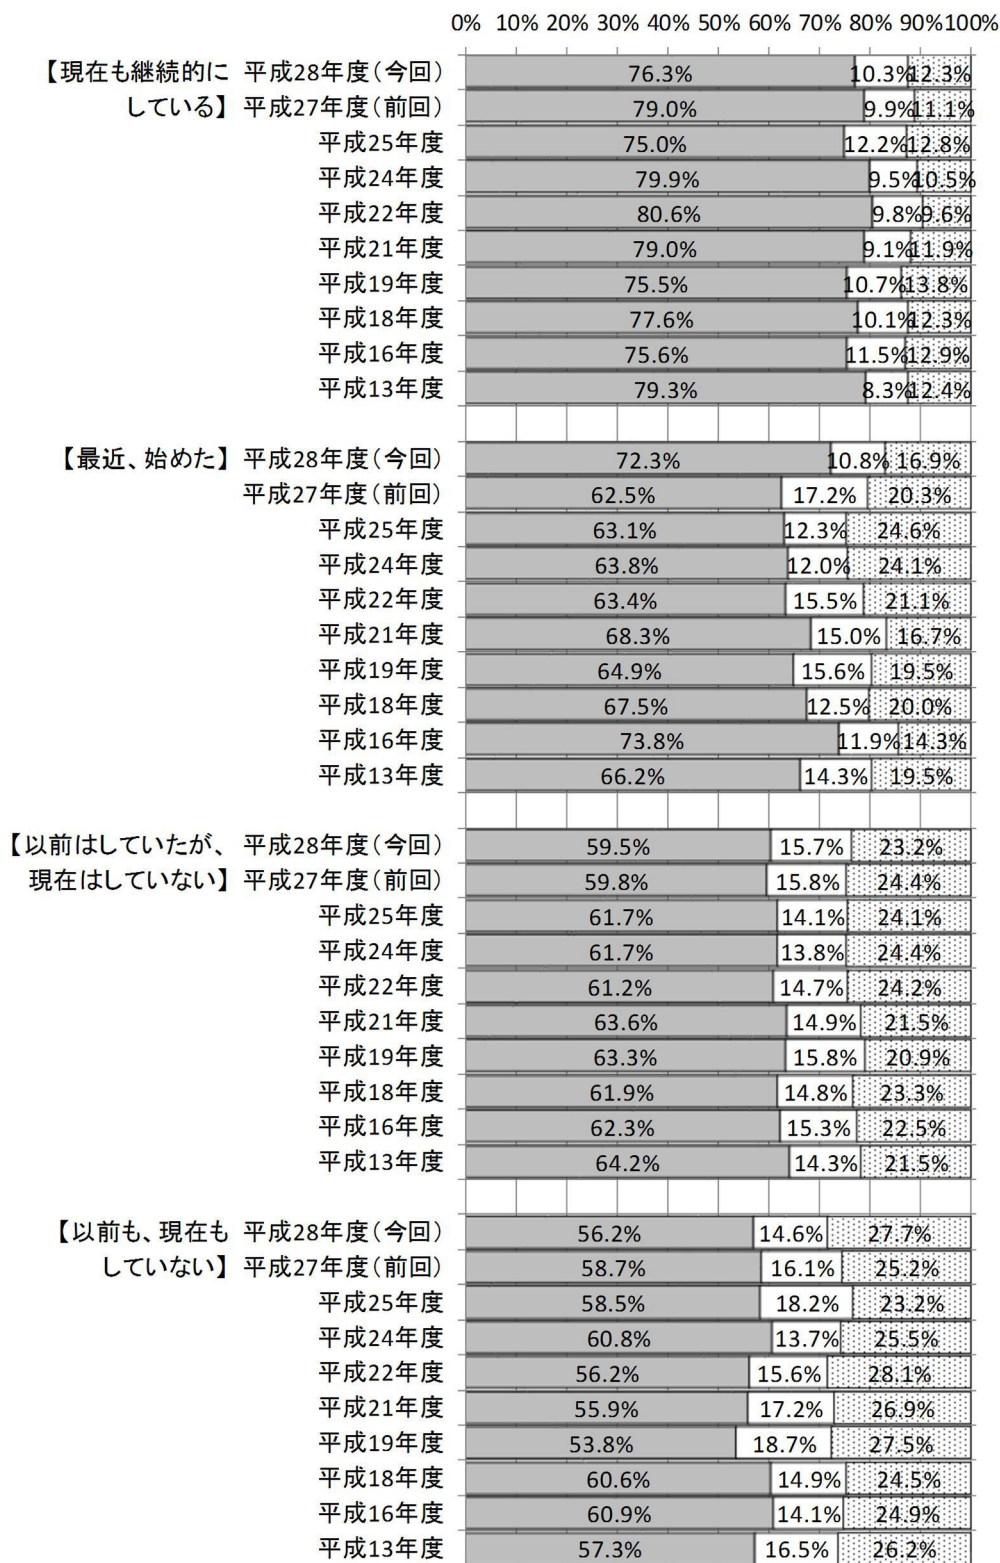 0% 10% 20% 30% 40% 50% 60% 70% 80% 90%100%
【現在も継続的に 平成28年度(今回) 76.3% 10.3% 12.3%
している】 平成27年度(前回) 79.0% 9.9% 11.1%
平成25年度 75.0% 12.2% 12.8%
平成24年度 79.9% 9.5% 10.5%
平成22年度 80.6% 9.8% 9.6%
平成21年度 79.0% 9.1% 11.9%
平成19年度 75.5% 10.7% 13.8%
平成18年度 77.6% 10.1% 12.3%
平成16年度 75.6% 11.5% 12.9%
平成13年度 79.3% 8.3% 12.4%
【最近、始めた】 平成28年度(今回) 72.3% 10.8% 16.9%
平成27年度(前回) 62.5% 17.2% 20.3%
平成25年度 63.1% 12.3% 24.6%
平成24年度 63.8% 12.0% 24.1%
平成22年度 63.4% 15.5% 21.1%
平成21年度 68.3% 15.0% 16.7%
平成19年度 64.9% 15.6% 19.5%
平成18年度 67.5% 12.5% 20.0%
平成16年度 73.8% 11.9% 14.3%
平成13年度 66.2% 14.3% 19.5%
【以前はしていたが、 平成28年度(今回) 59.5% 15.7% 23.2%
現在はしていない】 平成27年度(前回) 59.8% 15.8% 24.4%
平成25年度 61.7% 14.1% 24.1%
平成24年度 61.7% 13.8% 24.4%
平成22年度 61.2% 14.7% 24.2%
平成21年度 63.6% 14.9% 21.5%
平成19年度 63.3% 15.8% 20.9%
平成18年度 61.9% 14.8% 23.3%
平成16年度 62.3% 15.3% 22.5%
平成13年度 64.2% 14.3% 21.5%
【以前も、現在も 平成28年度(今回) 56.2% 14.6% 27.7%
していない】 平成27年度(前回) 58.7% 16.1% 25.2%
平成25年度 58.5% 18.2% 23.2%
平成24年度 60.8% 13.7% 25.5%
平成22年度 56.2% 15.6% 28.1%
平成21年度 55.9% 17.2% 26.9%
平成19年度 53.8% 18.7% 27.5%
平成18年度 60.6% 14.9% 24.5%
平成16年度 60.9% 14.1% 24.9%
平成13年度 57.3% 16.5% 26.2%